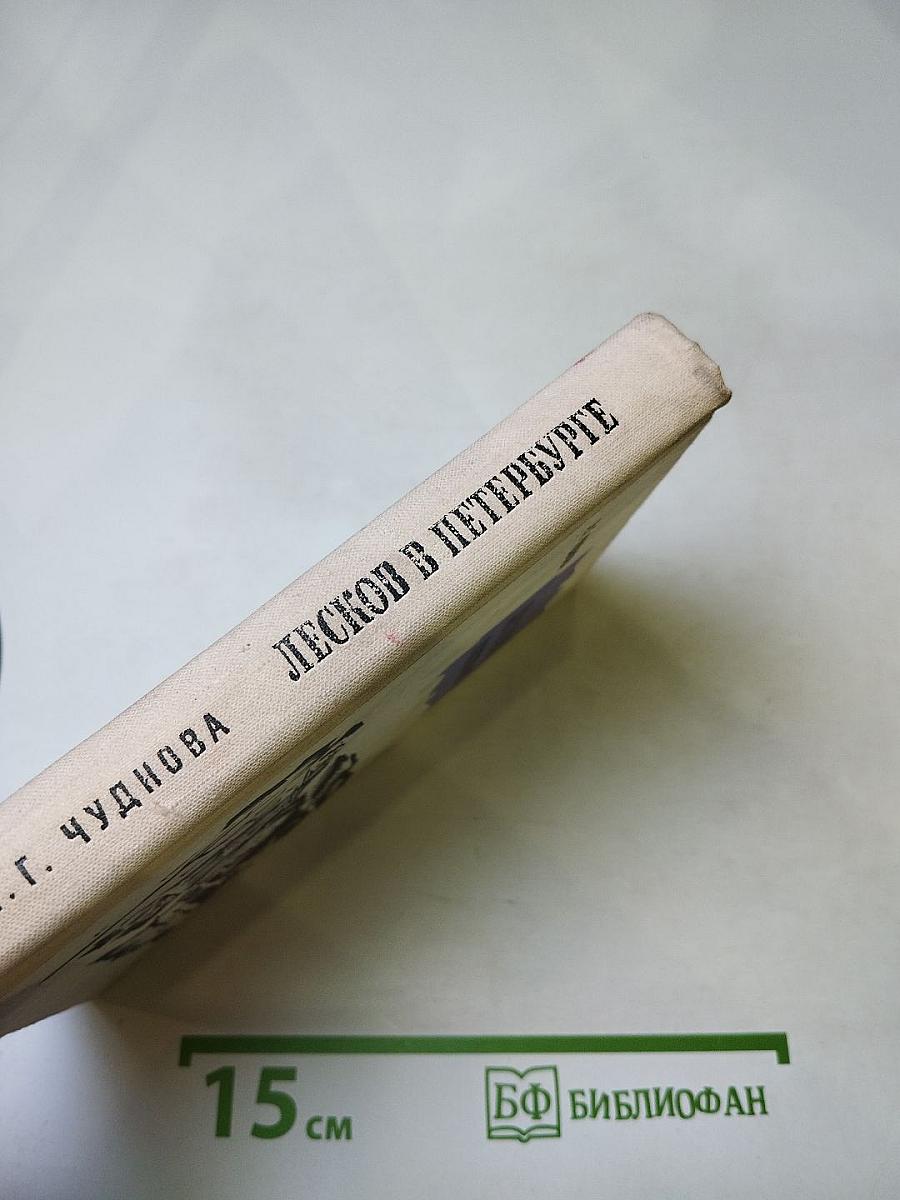 Г. ЧУДНОВА ЛЕСКОВ В ПЕТЕРБУРГЕ
15 см
БФ БИБЛИОФАН